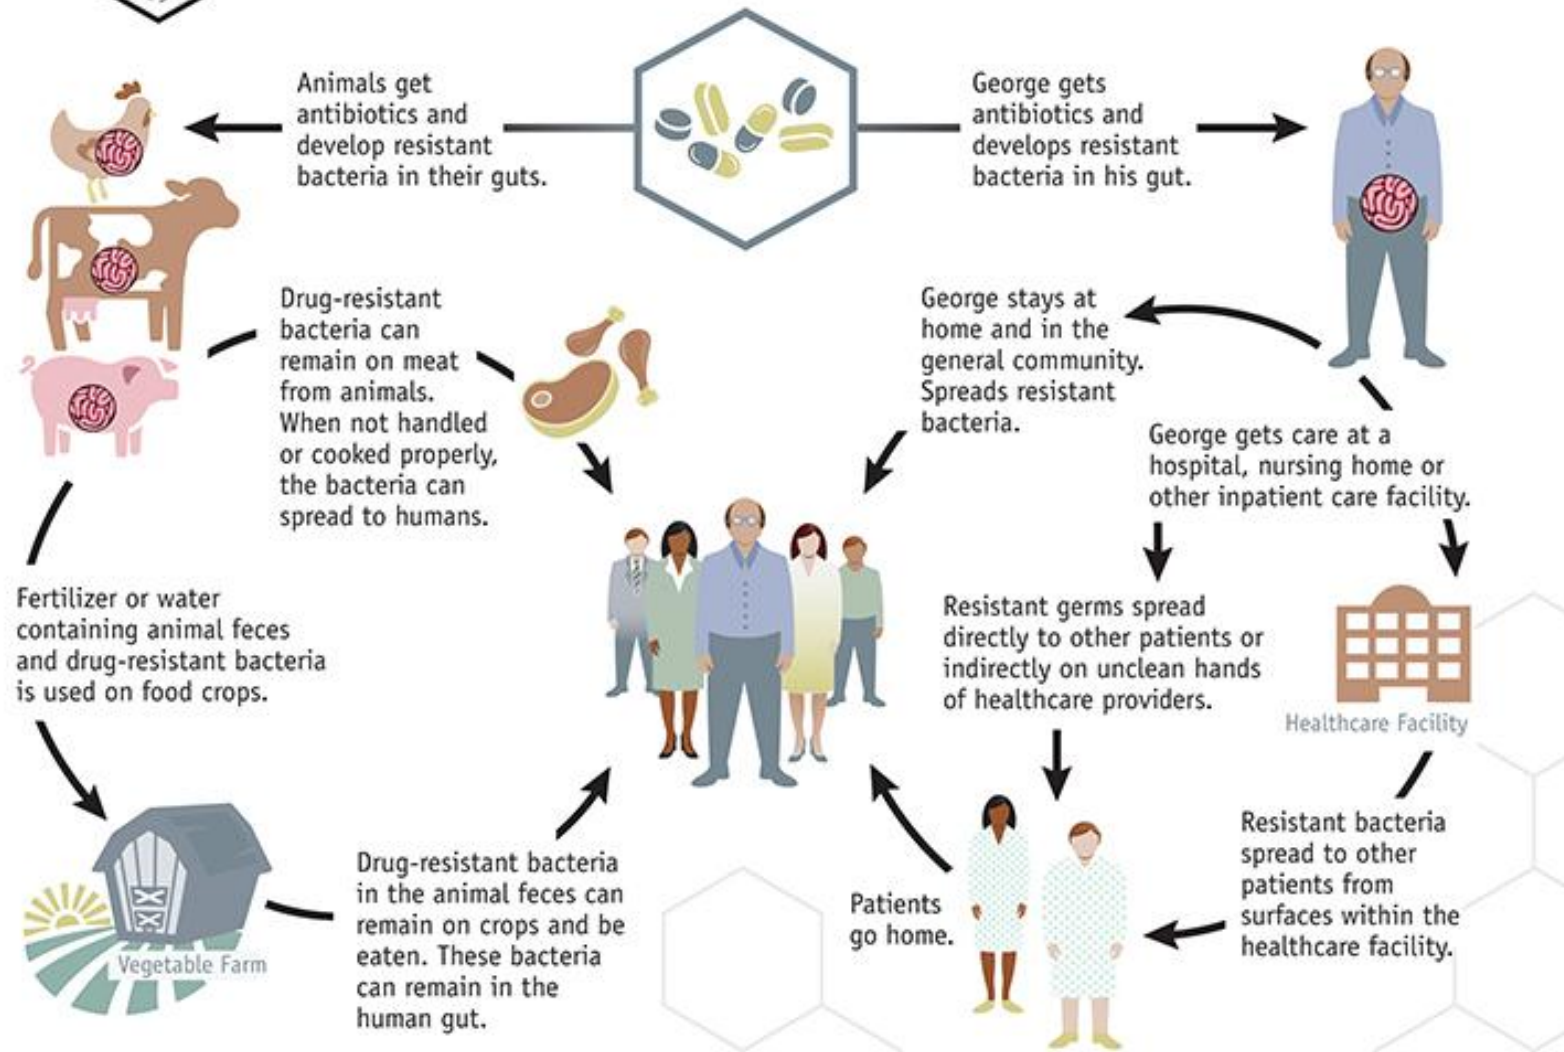 Animals get
antibiotics and
develop resistant
bacteria in their guts.
George gets
antibiotics and
develops resistant
bacteria in his gut.
Drug-resistant
bacteria can
remain on meat
from animals.
When not handled
or cooked properly,
the bacteria can
spread to humans.
George stays at
home and in the
general community.
Spreads resistant
bacteria.
George gets care at a
hospital, nursing home or
other inpatient care facility.
Fertilizer or water
containing animal feces
and drug-resistant bacteria
is used on food crops.
Resistant germs spread
directly to other patients or
indirectly on unclean hands
of healthcare providers.
Healthcare Facility
Vegetable Farm
Drug-resistant bacteria
in the animal feces can
remain on crops and be
eaten. These bacteria
can remain in the
human gut.
Patients
go home.
Resistant bacteria
spread to other
patients from
surfaces within the
healthcare facility.